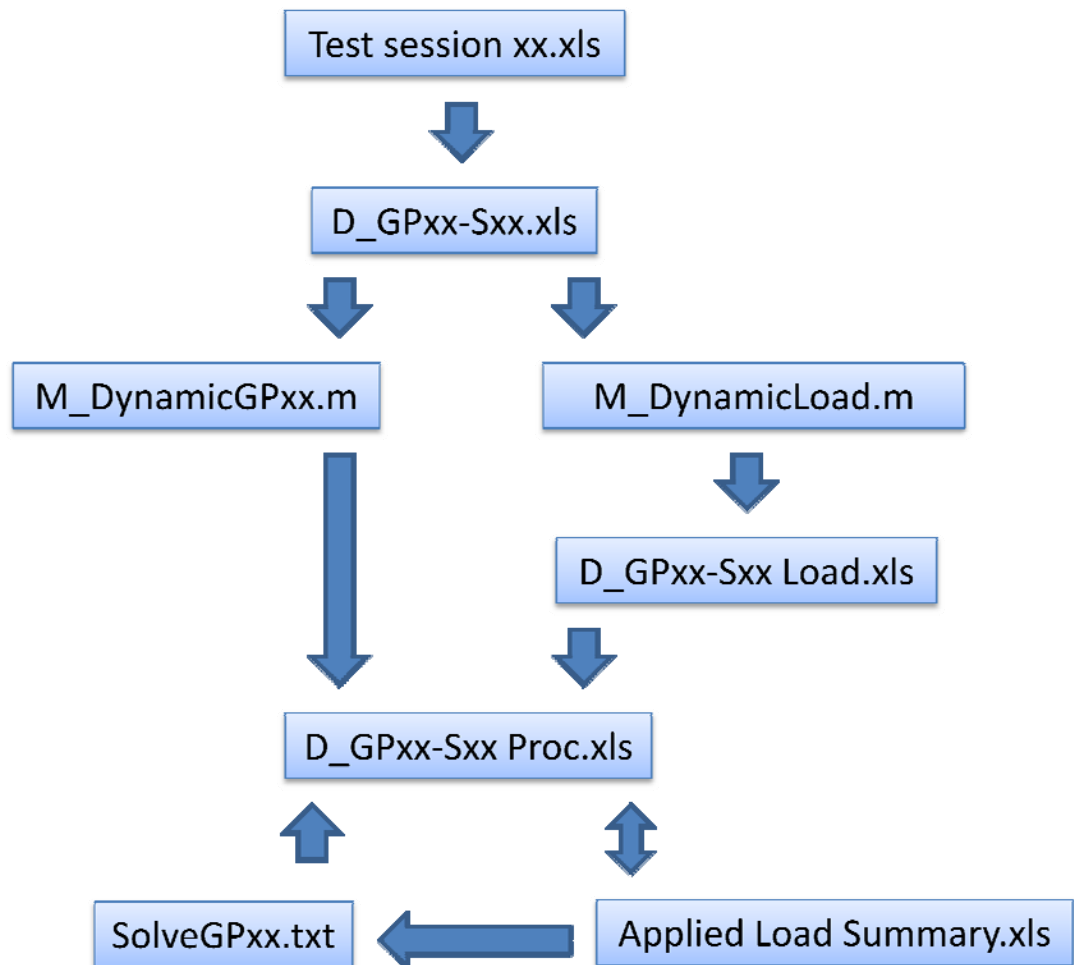 Test session xx.xls
D_GPxx-Sxx.xls
M_DynamicGPxx.m
M_DynamicLoad.m
D_GPxx-Sxx Load.xls
D_GPxx-Sxx Proc.xls
SolveGPxx.txt
Applied Load Summary.xls